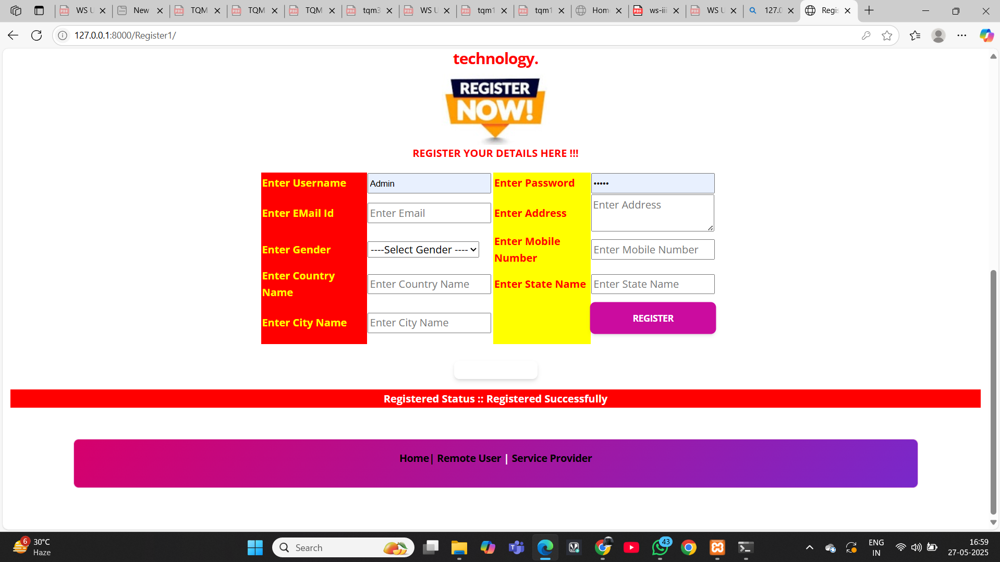 WS U
New
TQM
TQM
TQM
tqm3
WS U
tqm1
tqm1
Hom
ws-iii
WS U
127.0
Regis
127.0.0.1:8000/Register1/
technology.
REGISTER
NOW!
REGISTER YOUR DETAILS HERE !!!
Enter Username
Admin
Enter Password
•••••
Enter EMail Id
Enter Email
Enter Address
Enter Address
Enter Gender
----Select Gender ----
Enter Mobile
Number
Enter Mobile Number
Enter Country
Name
Enter Country Name
Enter State Name
Enter State Name
Enter City Name
Enter City Name
REGISTER
Registered Status :: Registered Successfully
Home| Remote User | Service Provider
6
30°C
Haze
Search
43
ENG
IN
16:59
27-05-2025